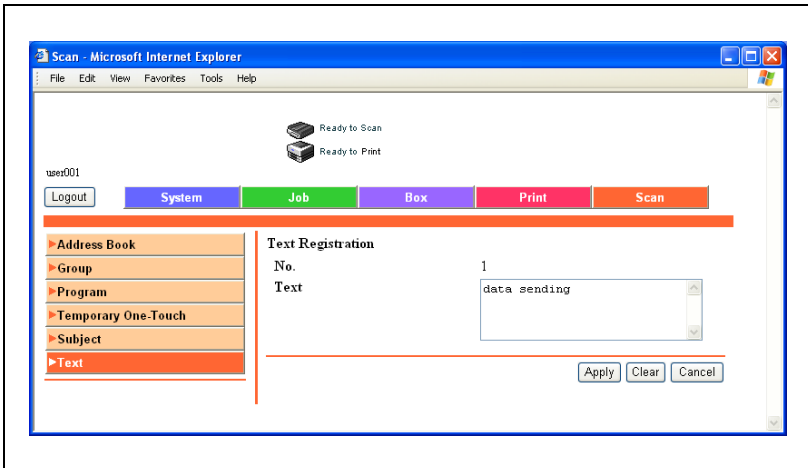 Scan - Microsoft Internet Explorer
File Edit View Favorites Tools Help
Ready to Scan
Ready to Print
user001
Logout System Job Box Print Scan
Address Book
Group
Program
Temporary One-Touch
Subject
Text
Text Registration
No. 1
Text data sending
Apply Clear Cancel